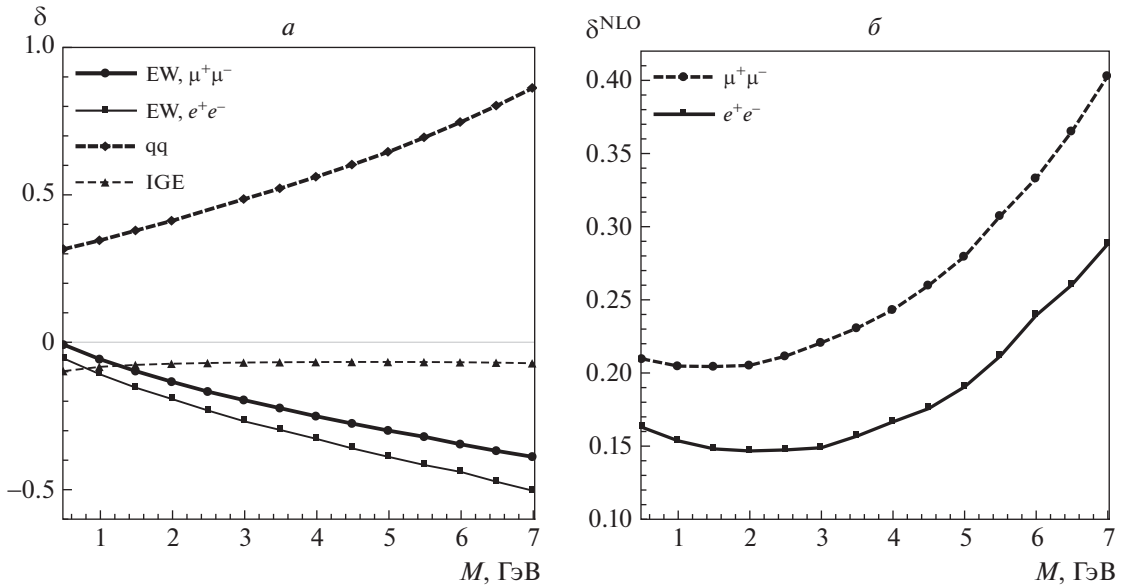 δ
а
1.0
EW, μ⁺μ⁻
EW, e⁺e⁻
qq
IGE
0.5
0
–0.5
1 2 3 4 5 6 7
M, ГэВ
δᴺᴸᴼ
б
μ⁺μ⁻
e⁺e⁻
0.40
0.35
0.30
0.25
0.20
0.15
0.10
1 2 3 4 5 6 7
M, ГэВ